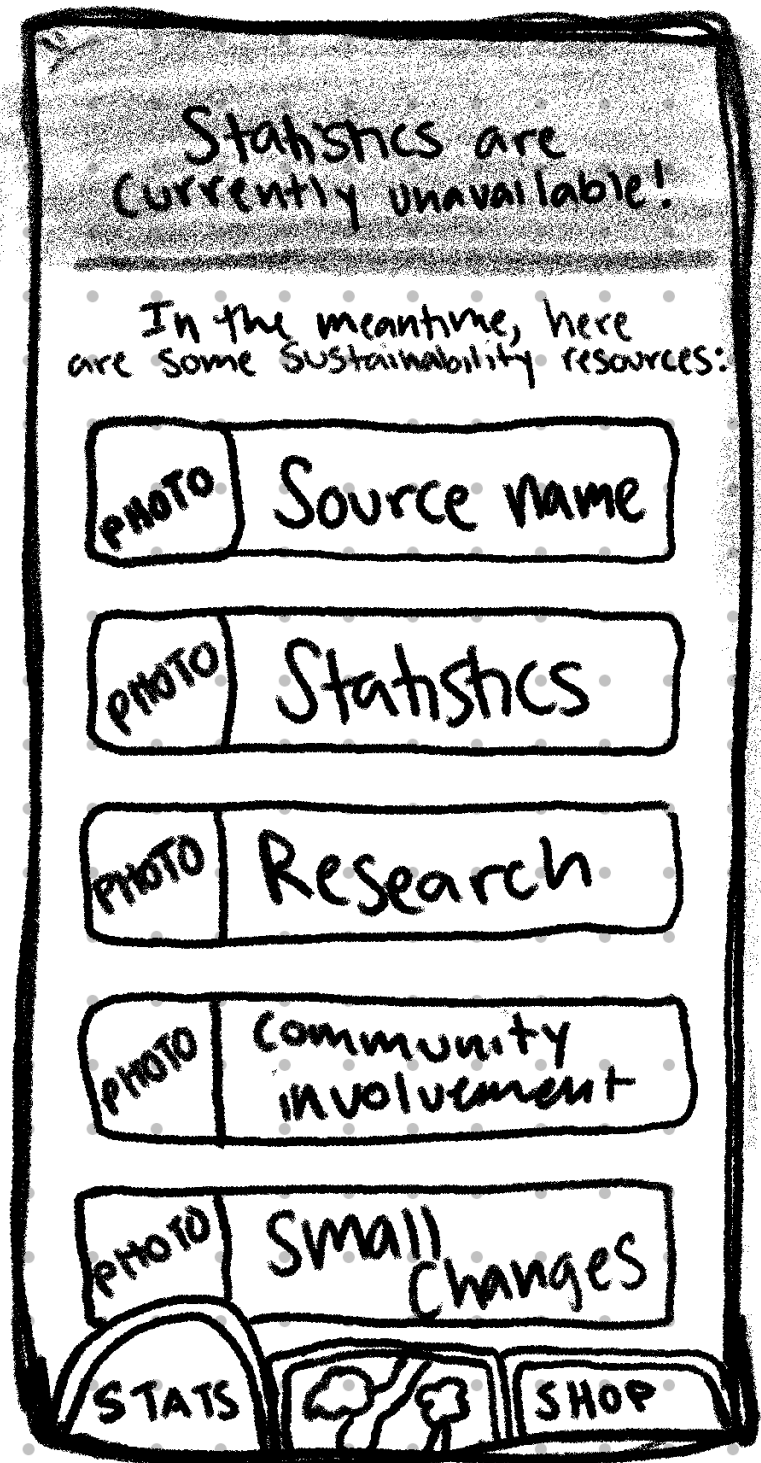 Statistics are
Currently unavailable!
In the meantime, here
are some sustainability resources:
PHOTO Source name
PHOTO Statistics
PHOTO Research
PHOTO Community
involvement
PHOTO Small
Changes
STATS SHOP